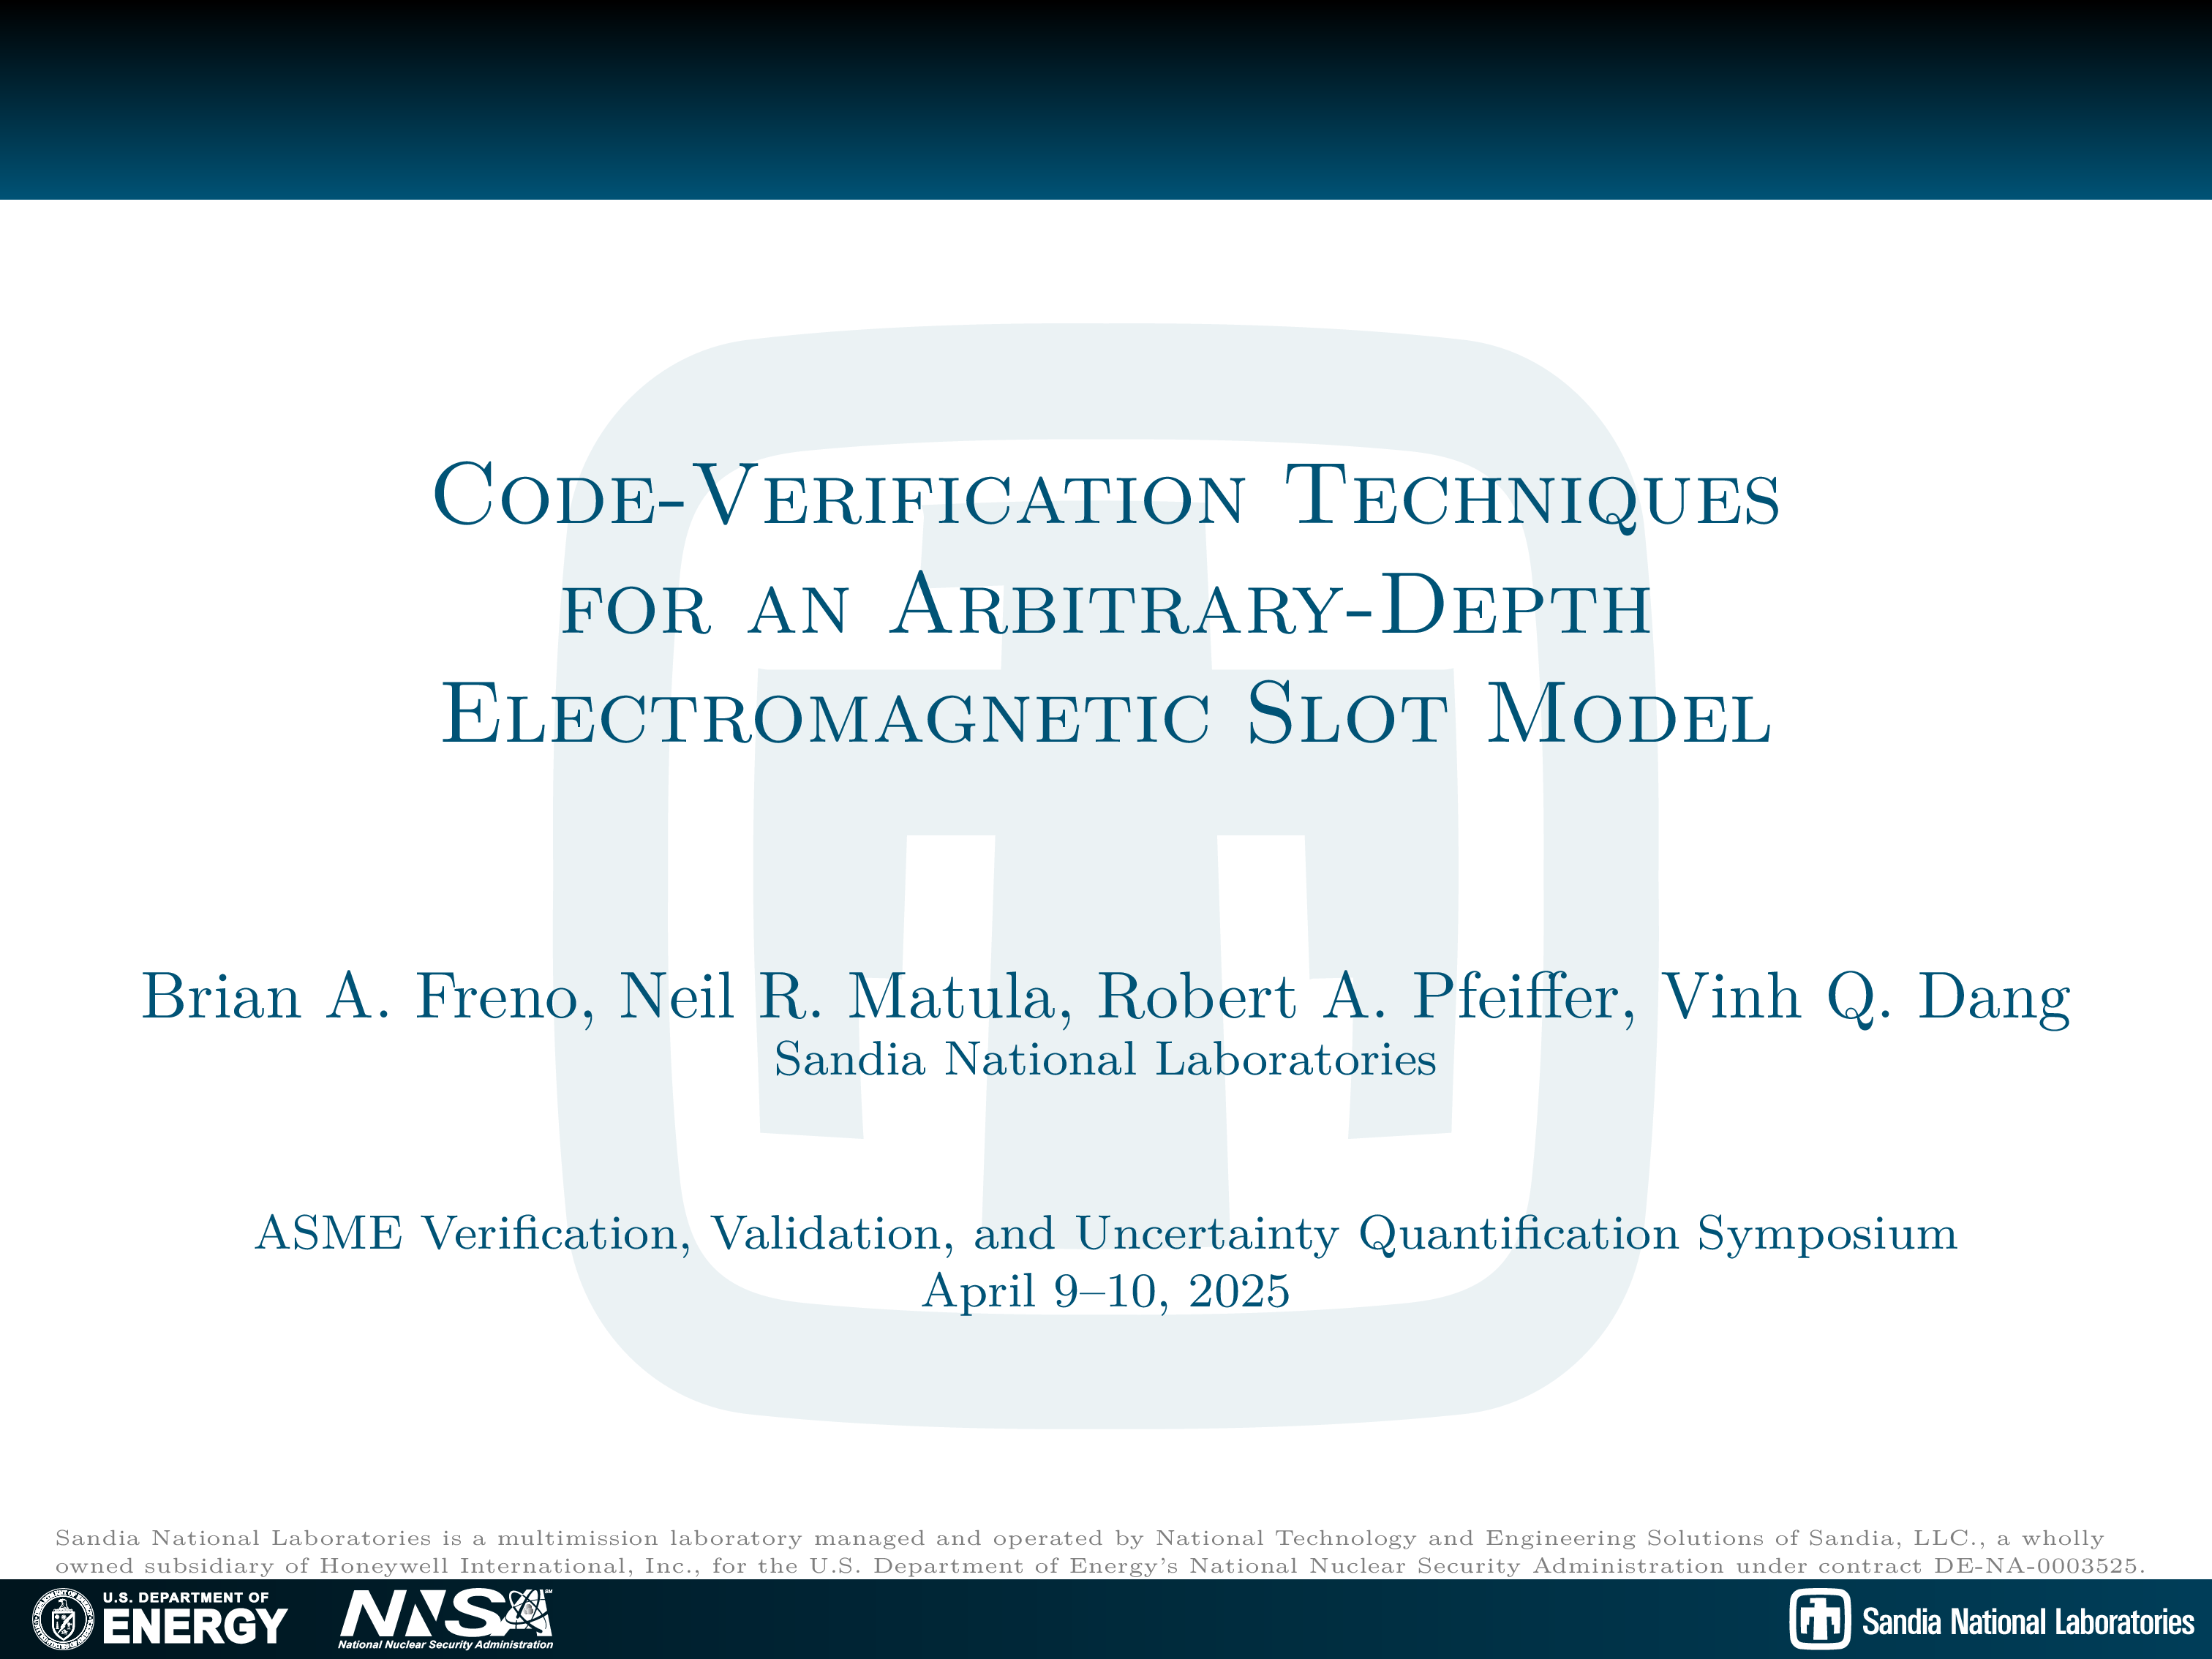 Code-Verification Techniques
for an Arbitrary-Depth
Electromagnetic Slot Model
Brian A. Freno, Neil R. Matula, Robert A. Pfeiffer, Vinh Q. Dang
Sandia National Laboratories
ASME Verification, Validation, and Uncertainty Quantification Symposium
April 9–10, 2025
Sandia National Laboratories is a multimission laboratory managed and operated by National Technology and Engineering Solutions of Sandia, LLC., a wholly
owned subsidiary of Honeywell International, Inc., for the U.S. Department of Energy's National Nuclear Security Administration under contract DE-NA-0003525.
U.S. DEPARTMENT OF
ENERGY
NNSA
National Nuclear Security Administration
Sandia National Laboratories